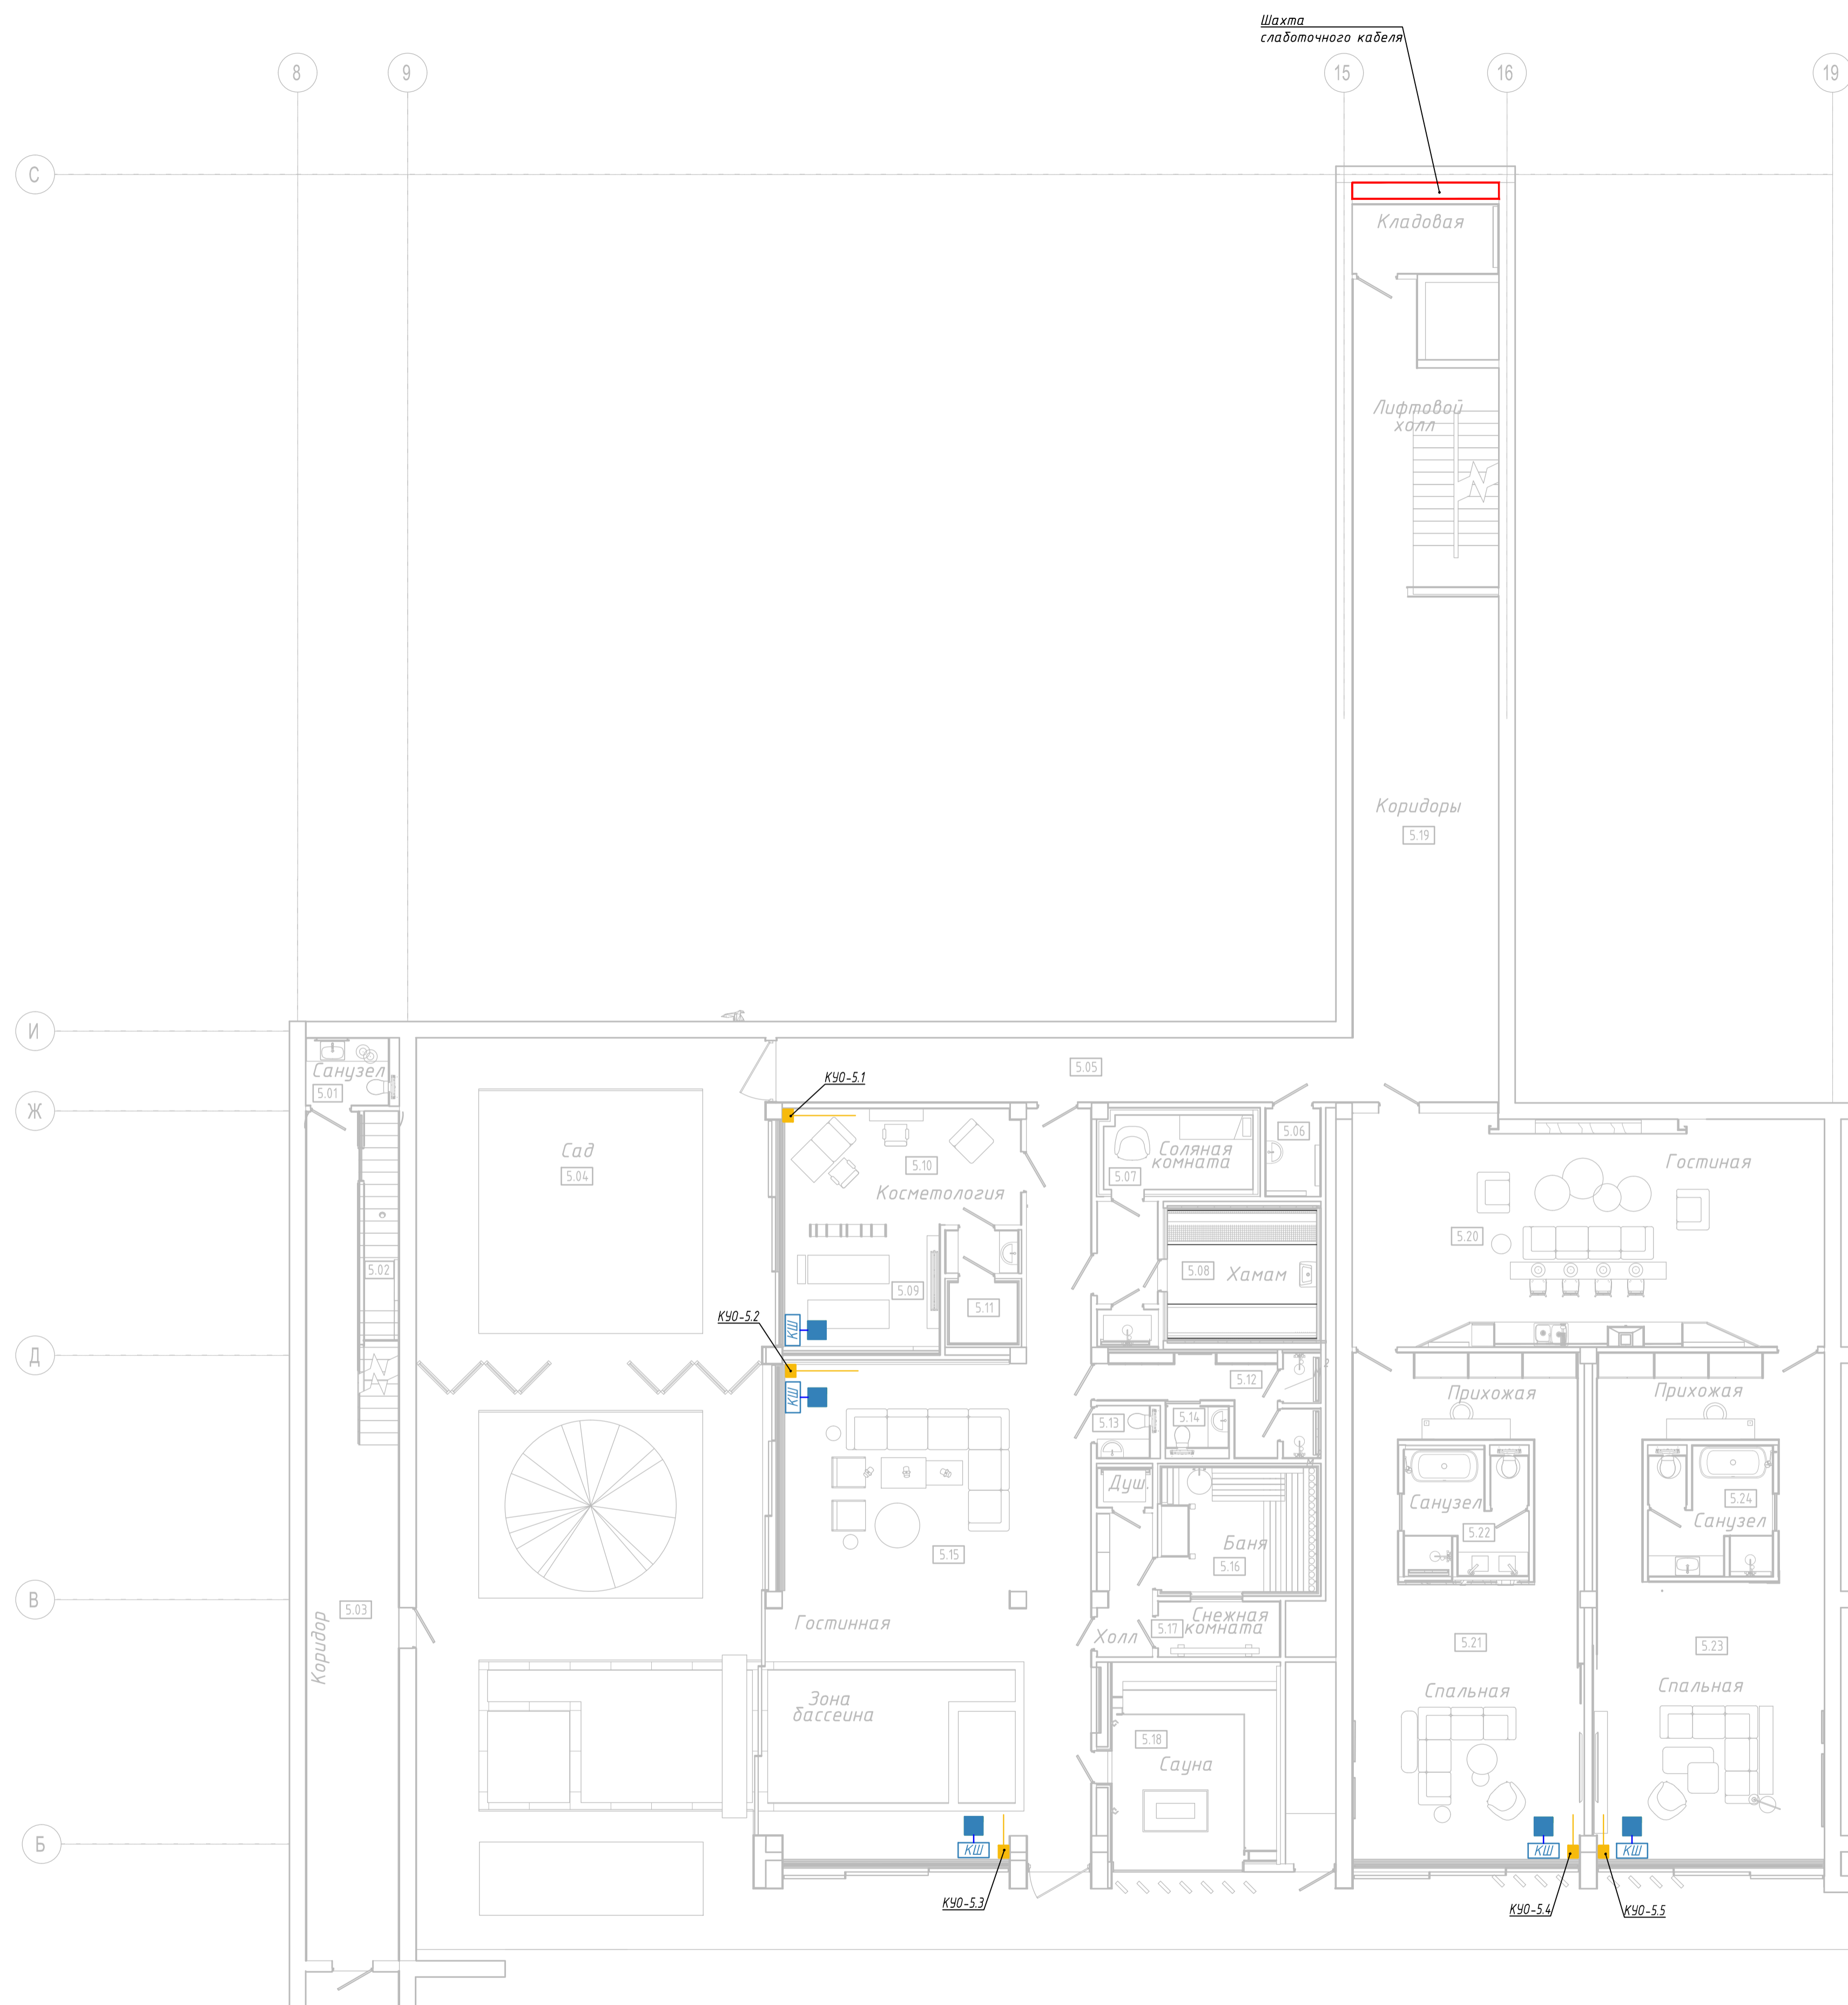 Шахта
слаботочного кабеля
8
9
15
16
19
С
Кладовая
Лифтовой
холл
Коридоры
5.19
И
Санузел
5.01
5.05
Ж
КУО-5.1
Сад
5.04
5.10
Косметология
Соляная
комната
5.07
5.06
Гостиная
5.20
5.02
5.09
5.11
5.08
Хамам
КУО-5.2
КШ
Д
КШ
5.12
2
Прихожая
Прихожая
5.13
5.14
Душ.
Санузел
5.22
5.24
Санузел
Баня
5.16
5.15
В
5.03
Коридор
Гостинная
Холл
5.17
Снежная
комната
5.21
5.23
Зона
бассеина
Спальная
Спальная
5.18
Сауна
Б
КШ
КШ
КШ
КУО-5.3
КУО-5.4
КУО-5.5